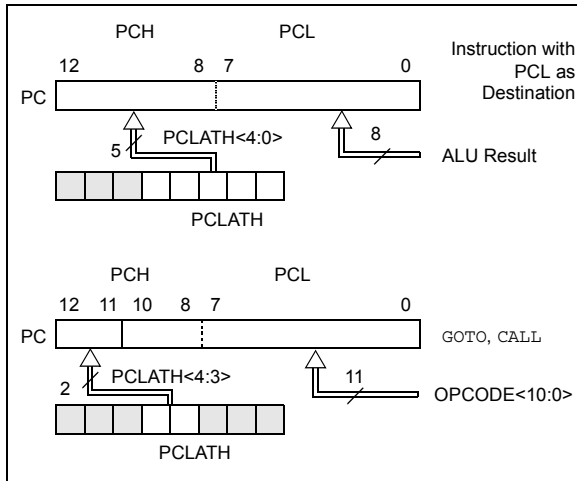 PCH PCL
12 8 7 0
Instruction with
PCL as
Destination
PC
5 PCLATH<4:0> 8
ALU Result
PCLATH
PCH PCL
12 11 10 8 7 0
PC GOTO, CALL
2 PCLATH<4:3> 11
OPCODE<10:0>
PCLATH